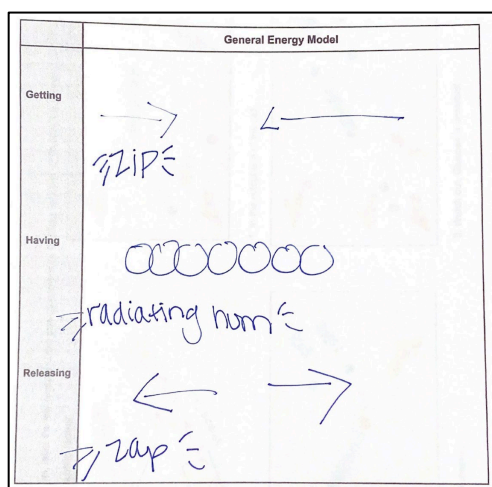 General Energy Model
Getting
zip
Having
radiating hum
Releasing
zap